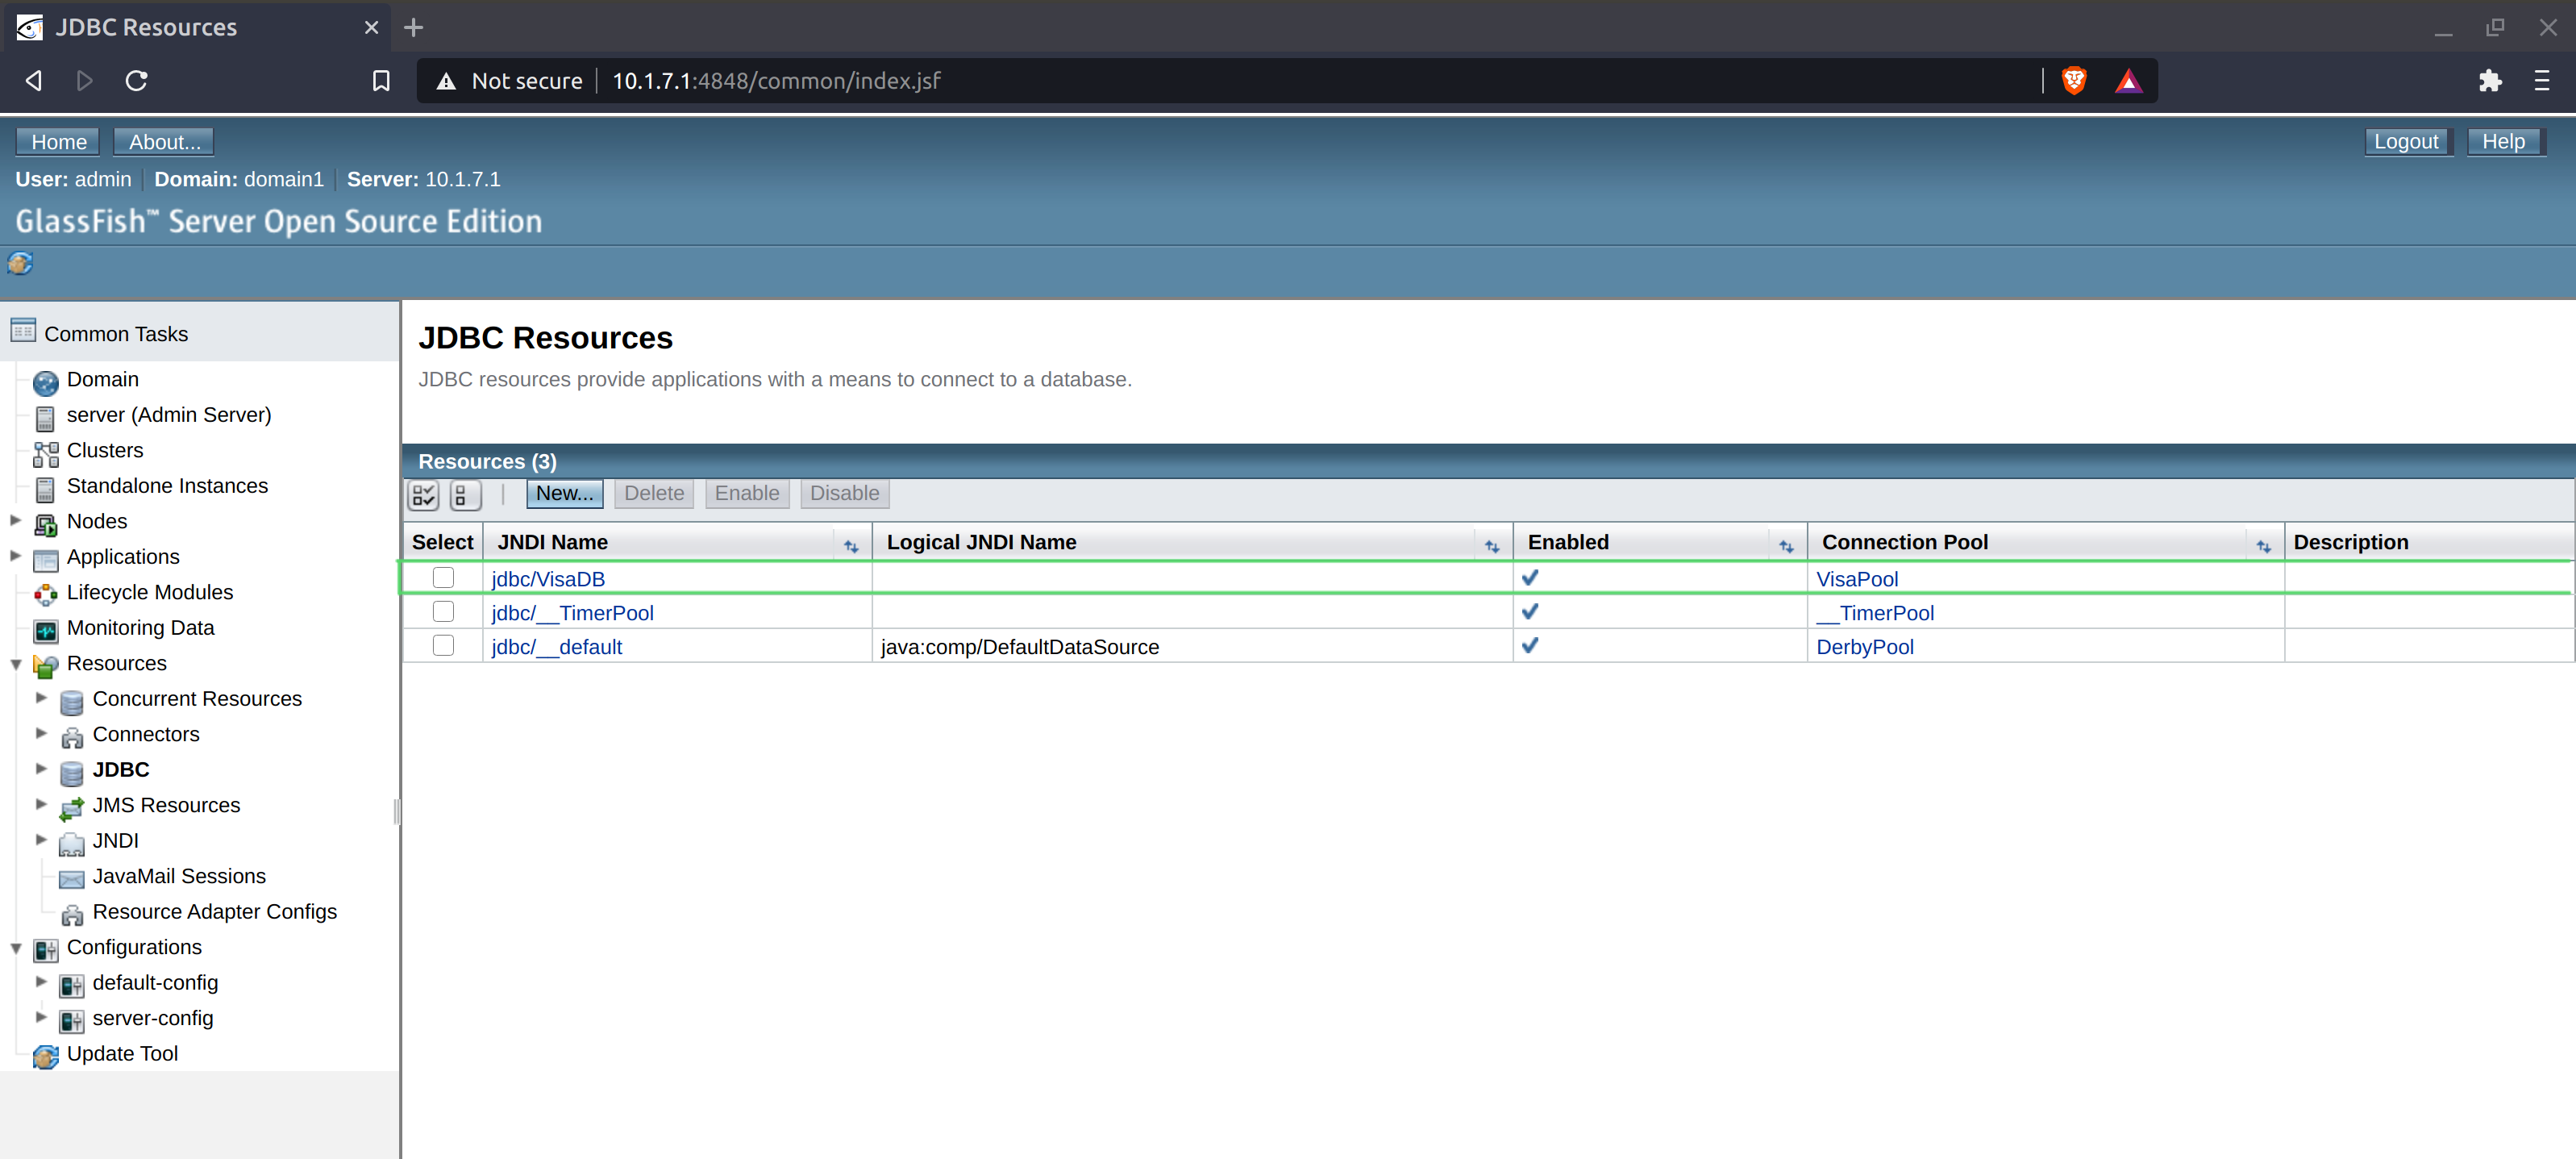 JDBC Resources
Not secure 10.1.7.1:4848/common/index.jsf
Home About... Logout Help
User: admin Domain: domain1 Server: 10.1.7.1
GlassFish™ Server Open Source Edition
Common Tasks
Domain
server (Admin Server)
Clusters
Standalone Instances
Nodes
Applications
Lifecycle Modules
Monitoring Data
Resources
Concurrent Resources
Connectors
JDBC
JMS Resources
JNDI
JavaMail Sessions
Resource Adapter Configs
Configurations
default-config
server-config
Update Tool
JDBC Resources
JDBC resources provide applications with a means to connect to a database.
Resources (3)
New... Delete Enable Disable
Select JNDI Name Logical JNDI Name Enabled Connection Pool Description
jdbc/VisaDB VisaPool
jdbc/__TimerPool __TimerPool
jdbc/__default java:comp/DefaultDataSource DerbyPool